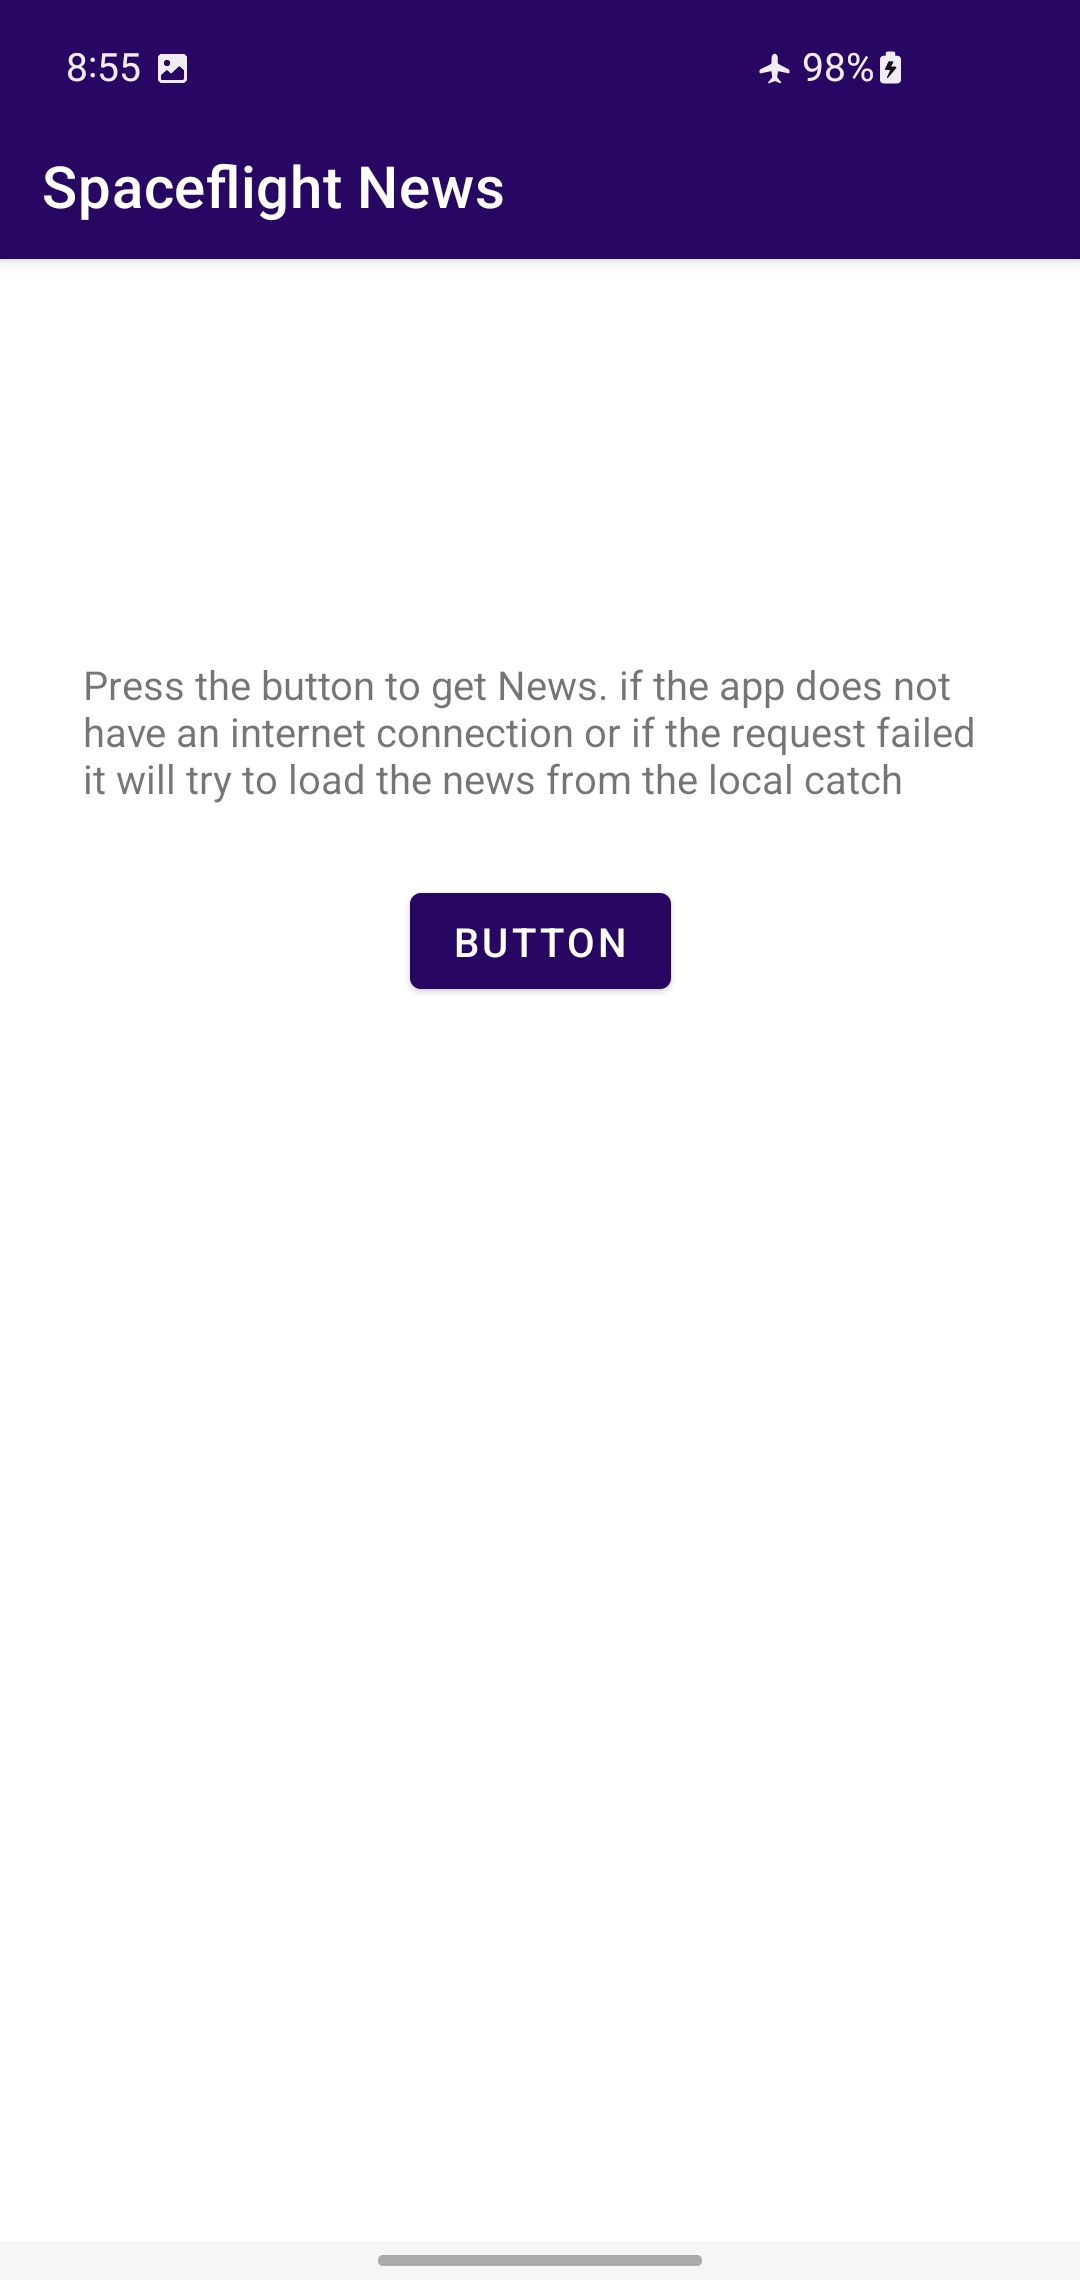 8:55 98%
Spaceflight News
Press the button to get News. if the app does not
have an internet connection or if the request failed
it will try to load the news from the local catch
BUTTON